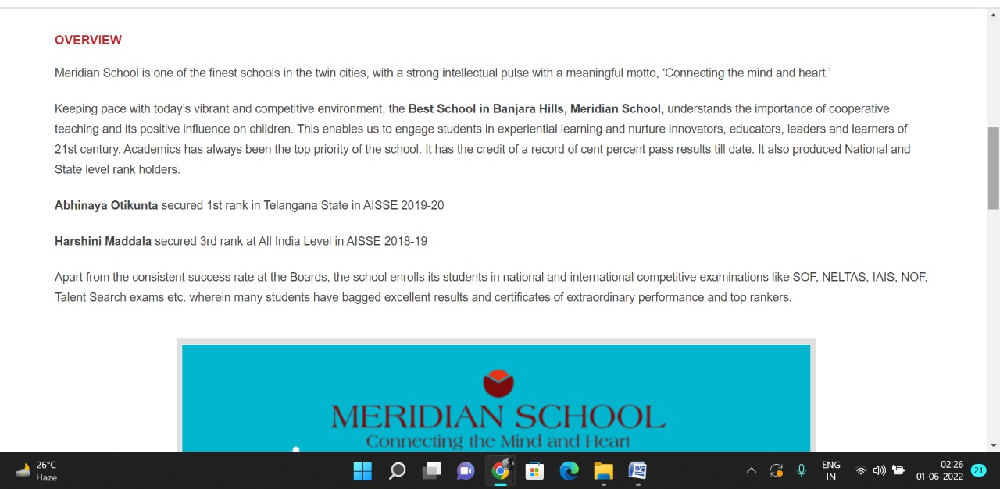 OVERVIEW
Meridian School is one of the finest schools in the twin cities, with a strong intellectual pulse with a meaningful motto, ‘Connecting the mind and heart.’
Keeping pace with today’s vibrant and competitive environment, the Best School in Banjara Hills, Meridian School, understands the importance of cooperative
teaching and its positive influence on children. This enables us to engage students in experiential learning and nurture innovators, educators, leaders and learners of
21st century. Academics has always been the top priority of the school. It has the credit of a record of cent percent pass results till date. It also produced National and
State level rank holders.
Abhinaya Otikunta secured 1st rank in Telangana State in AISSE 2019-20
Harshini Maddala secured 3rd rank at All India Level in AISSE 2018-19
Apart from the consistent success rate at the Boards, the school enrolls its students in national and international competitive examinations like SOF, NELTAS, IAIS, NOF,
Talent Search exams etc. wherein many students have bagged excellent results and certificates of extraordinary performance and top rankers.
MERIDIAN SCHOOL
Connecting the Mind and Heart
26°C
Haze
ENG
IN
02:26
01-06-2022
21